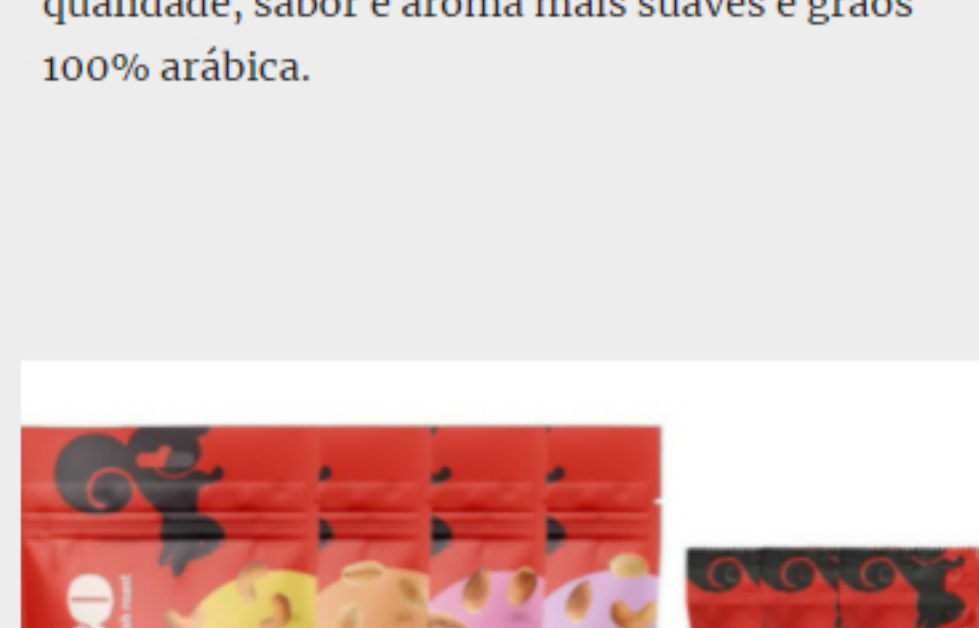 qualidade, sabor e aroma mais suaves e grãos
100% arábica.